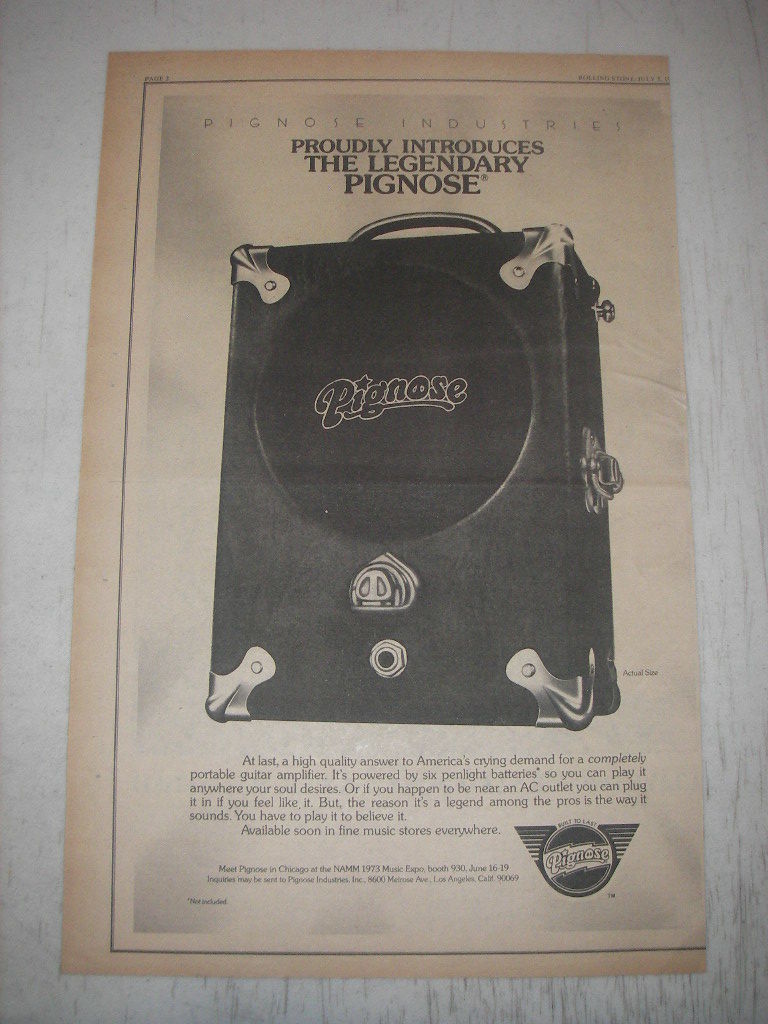 PAGE 2
ROLLING STONE, JULY 5, 1
PIGNOSE INDUSTRIES
PROUDLY INTRODUCES
THE LEGENDARY
PIGNOSE®
Pignose
Actual Size
At last, a high quality answer to America's crying demand for a completely
portable guitar amplifier. It's powered by six penlight batteries* so you can play it
anywhere your soul desires. Or if you happen to be near an AC outlet you can plug
it in if you feel like it. But, the reason it's a legend among the pros is the way it
sounds. You have to play it to believe it.
Available soon in fine music stores everywhere.
BUILT TO LAST
Pignose
TM
Meet Pignose in Chicago at the NAMM 1973 Music Expo, booth 930, June 16-19
Inquiries may be sent to Pignose Industries, Inc., 8600 Melrose Ave., Los Angeles, Calif. 90069
*Not included